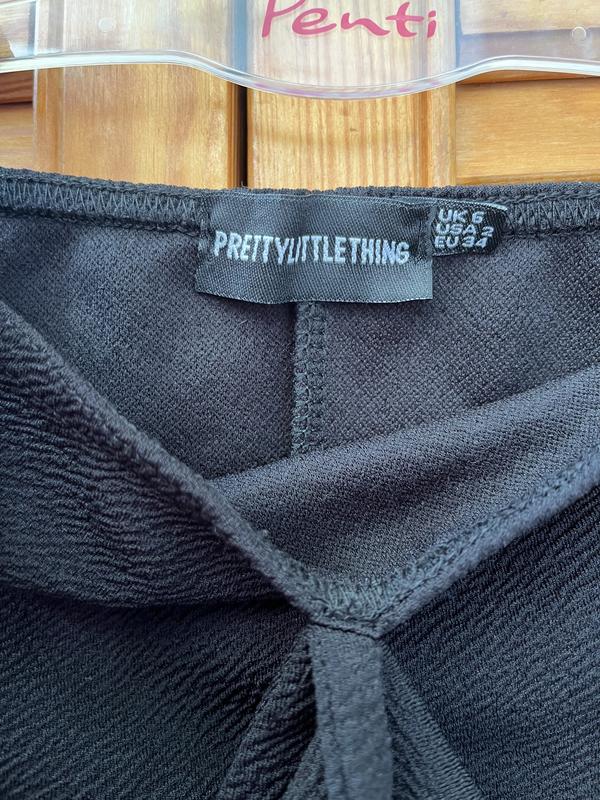 Penti
PRETTYLITTLETHING
UK 6
USA 2
EU 34